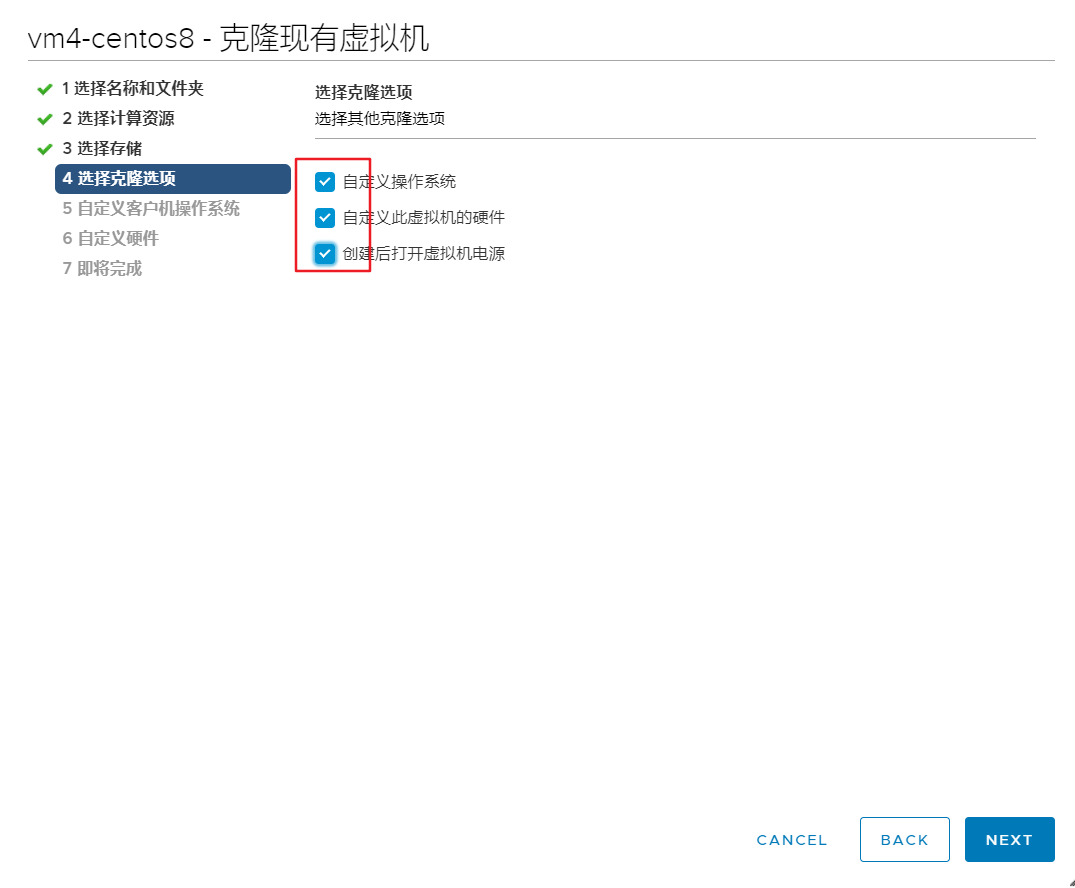 vm4-centos8 - 克隆现有虚拟机
1 选择名称和文件夹
2 选择计算资源
3 选择存储
4 选择克隆选项
5 自定义客户机操作系统
6 自定义硬件
7 即将完成
选择克隆选项
选择其他克隆选项
自定义操作系统
自定义此虚拟机的硬件
创建后打开虚拟机电源
CANCEL
BACK
NEXT